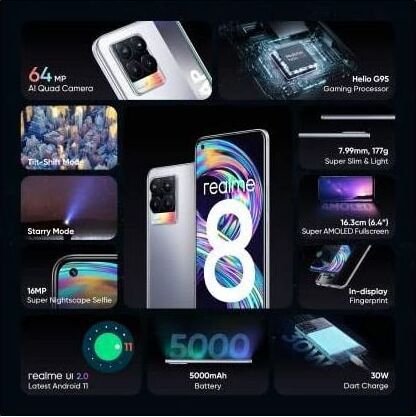 64 MP
AI Quad Camera
Helio G95
Gaming Processor
Tilt-Shift Mode
7.99mm, 177g
Super Slim & Light
realme
8
Starry Mode
16.3cm (6.4")
Super AMOLED Fullscreen
16MP
Super Nightscape Selfie
In-display
Fingerprint
11
realme UI 2.0
Latest Android 11
5000
5000mAh
Battery
30W
30W
Dart Charge